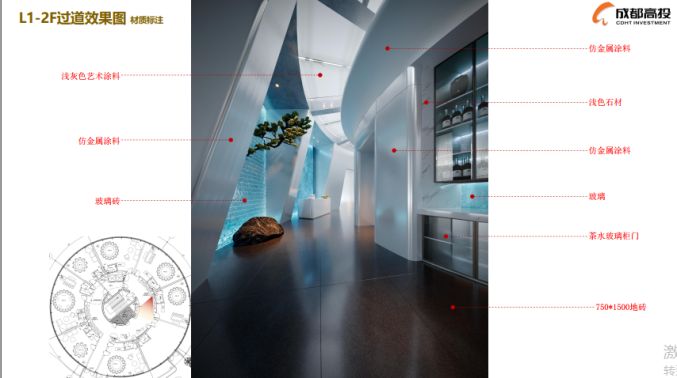 L1-2F过道效果图 材质标注
成都高投
CDHT INVESTMENT
仿金属涂料
浅灰色艺术涂料
浅色石材
仿金属涂料
仿金属涂料
玻璃
玻璃砖
茶水玻璃柜门
750*1500地砖
激
转